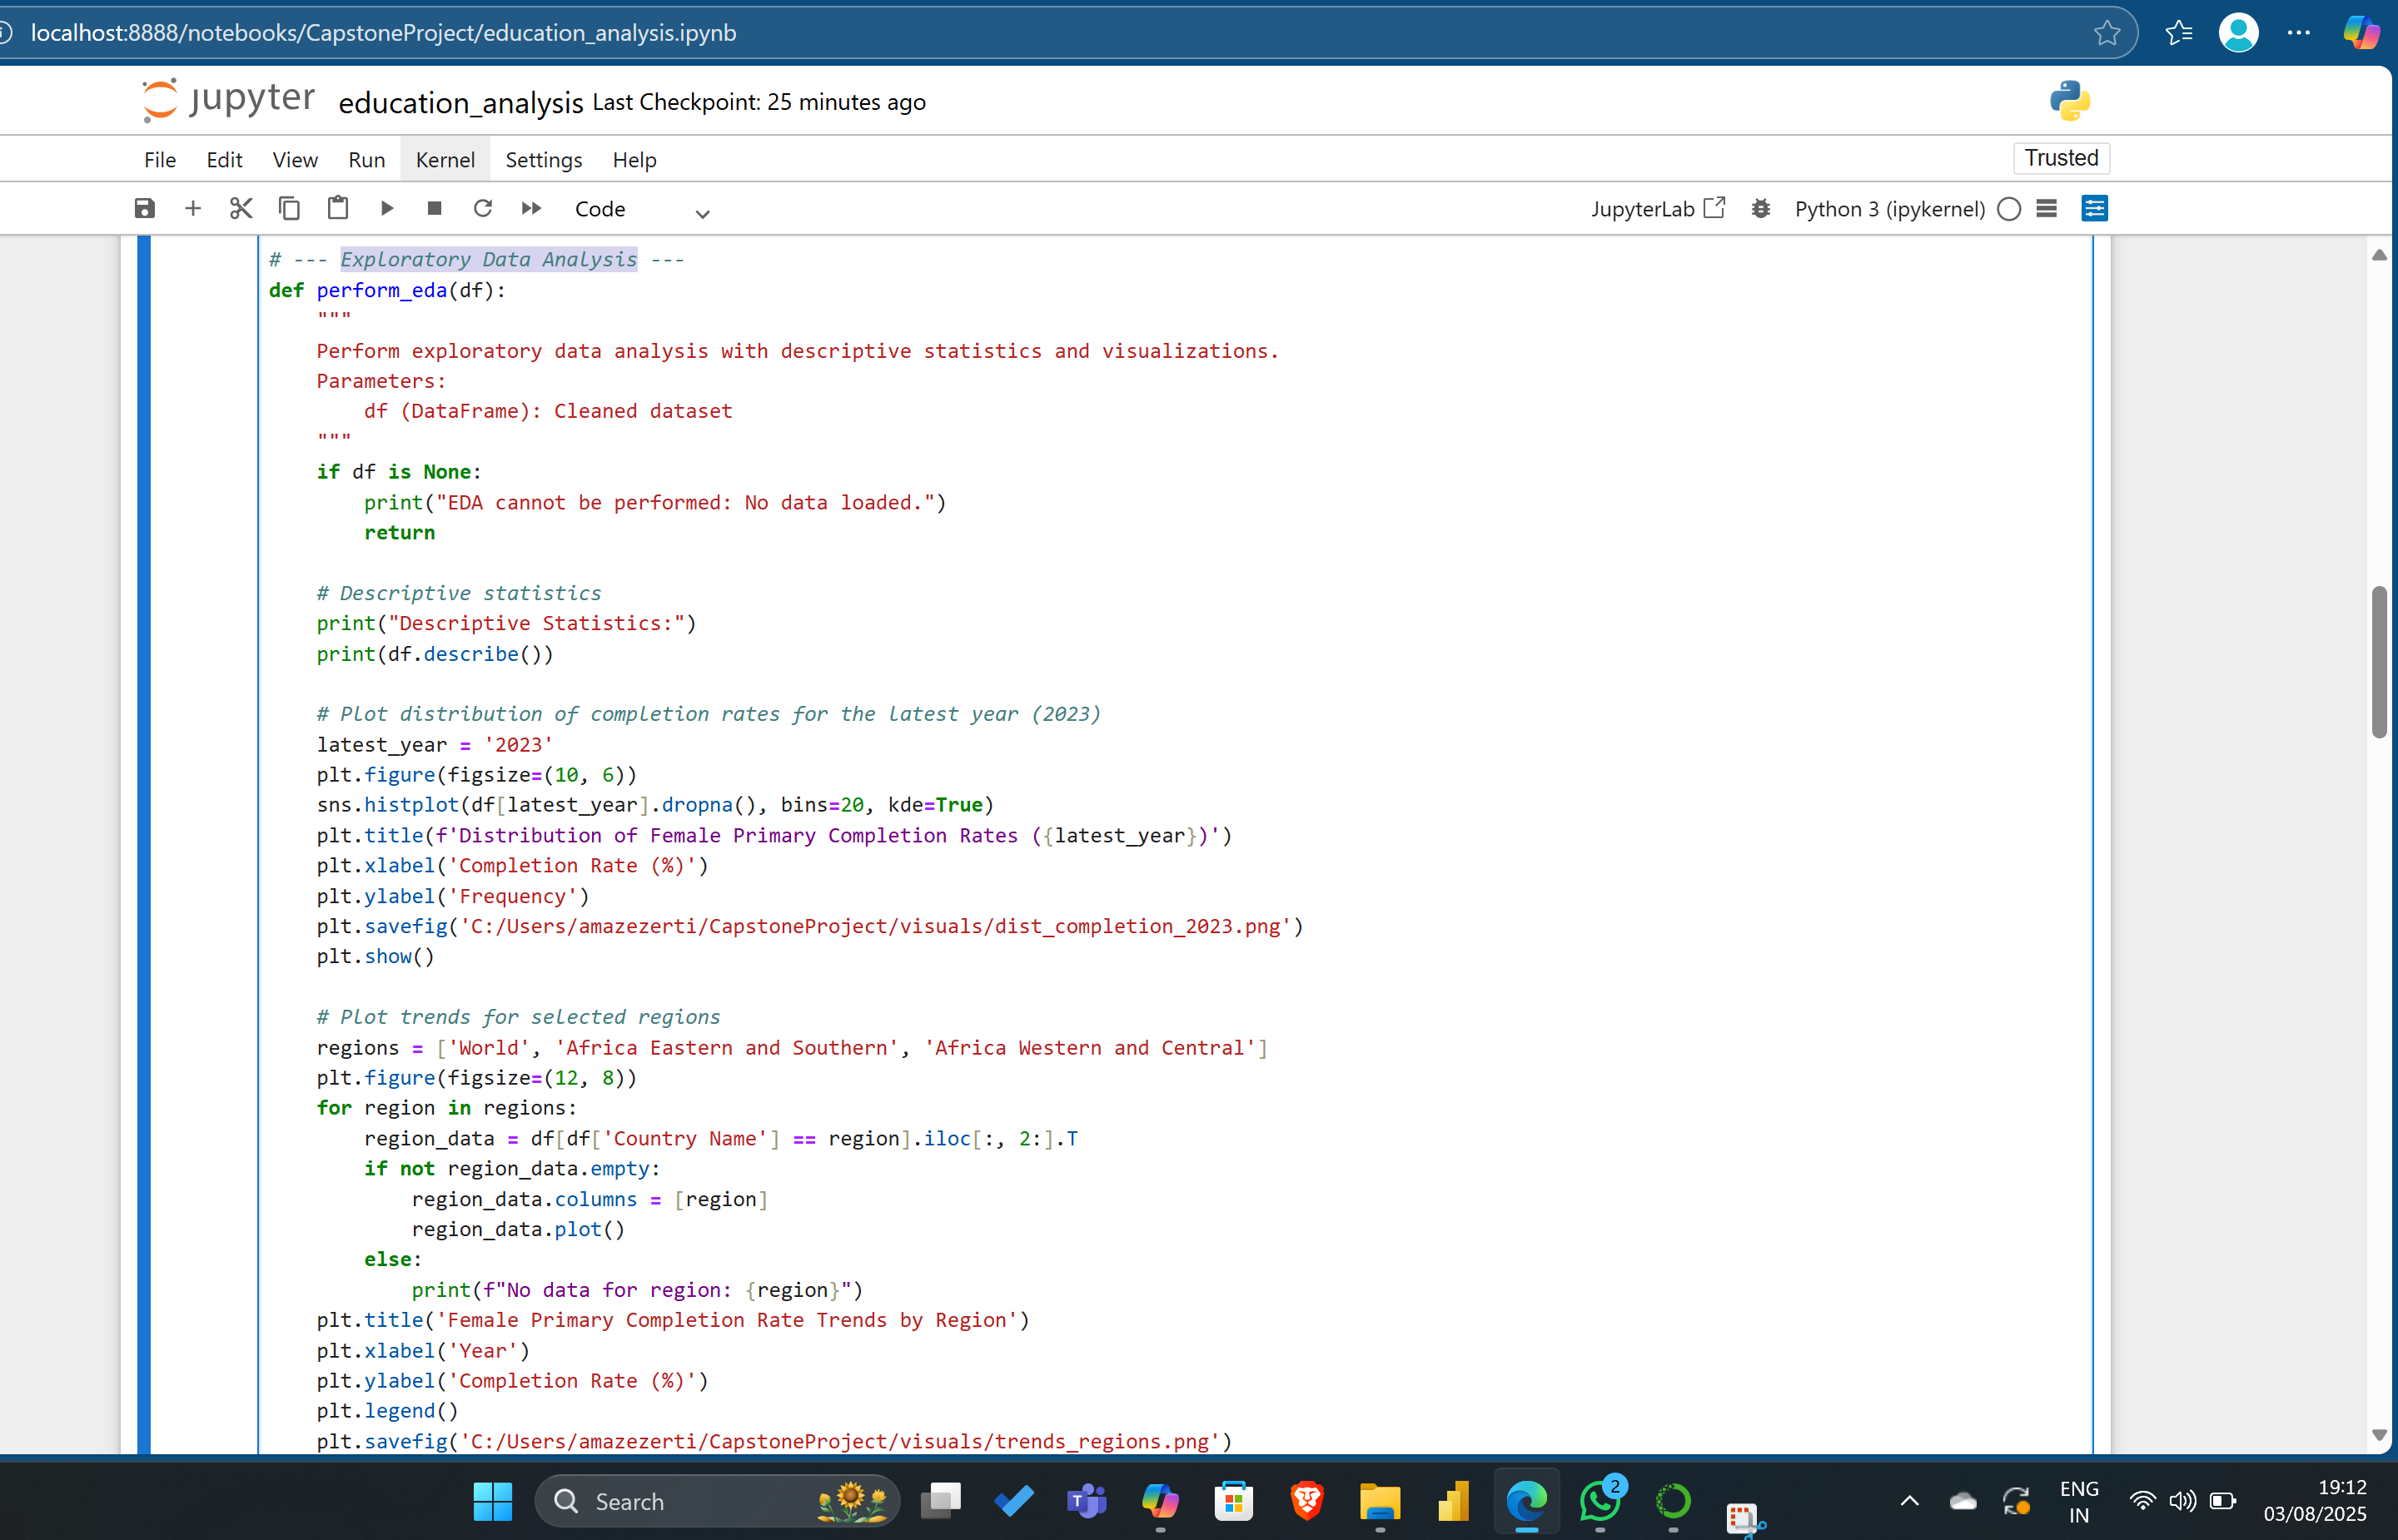 localhost:8888/notebooks/CapstoneProject/education_analysis.ipynb
jupyter education_analysis Last Checkpoint: 25 minutes ago
File Edit View Run Kernel Settings Help
Trusted
Code
JupyterLab Python 3 (ipykernel)
# --- Exploratory Data Analysis ---
def perform_eda(df):
    """
    Perform exploratory data analysis with descriptive statistics and visualizations.
    Parameters:
        df (DataFrame): Cleaned dataset
    """
    if df is None:
        print("EDA cannot be performed: No data loaded.")
        return
    # Descriptive statistics
    print("Descriptive Statistics:")
    print(df.describe())
    # Plot distribution of completion rates for the latest year (2023)
    latest_year = '2023'
    plt.figure(figsize=(10, 6))
    sns.histplot(df[latest_year].dropna(), bins=20, kde=True)
    plt.title(f'Distribution of Female Primary Completion Rates ({latest_year})')
    plt.xlabel('Completion Rate (%)')
    plt.ylabel('Frequency')
    plt.savefig('C:/Users/amazezerti/CapstoneProject/visuals/dist_completion_2023.png')
    plt.show()
    # Plot trends for selected regions
    regions = ['World', 'Africa Eastern and Southern', 'Africa Western and Central']
    plt.figure(figsize=(12, 8))
    for region in regions:
        region_data = df[df['Country Name'] == region].iloc[:, 2:].T
        if not region_data.empty:
            region_data.columns = [region]
            region_data.plot()
        else:
            print(f"No data for region: {region}")
    plt.title('Female Primary Completion Rate Trends by Region')
    plt.xlabel('Year')
    plt.ylabel('Completion Rate (%)')
    plt.legend()
    plt.savefig('C:/Users/amazezerti/CapstoneProject/visuals/trends_regions.png')
Search
T
2
ENG
IN
19:12
03/08/2025